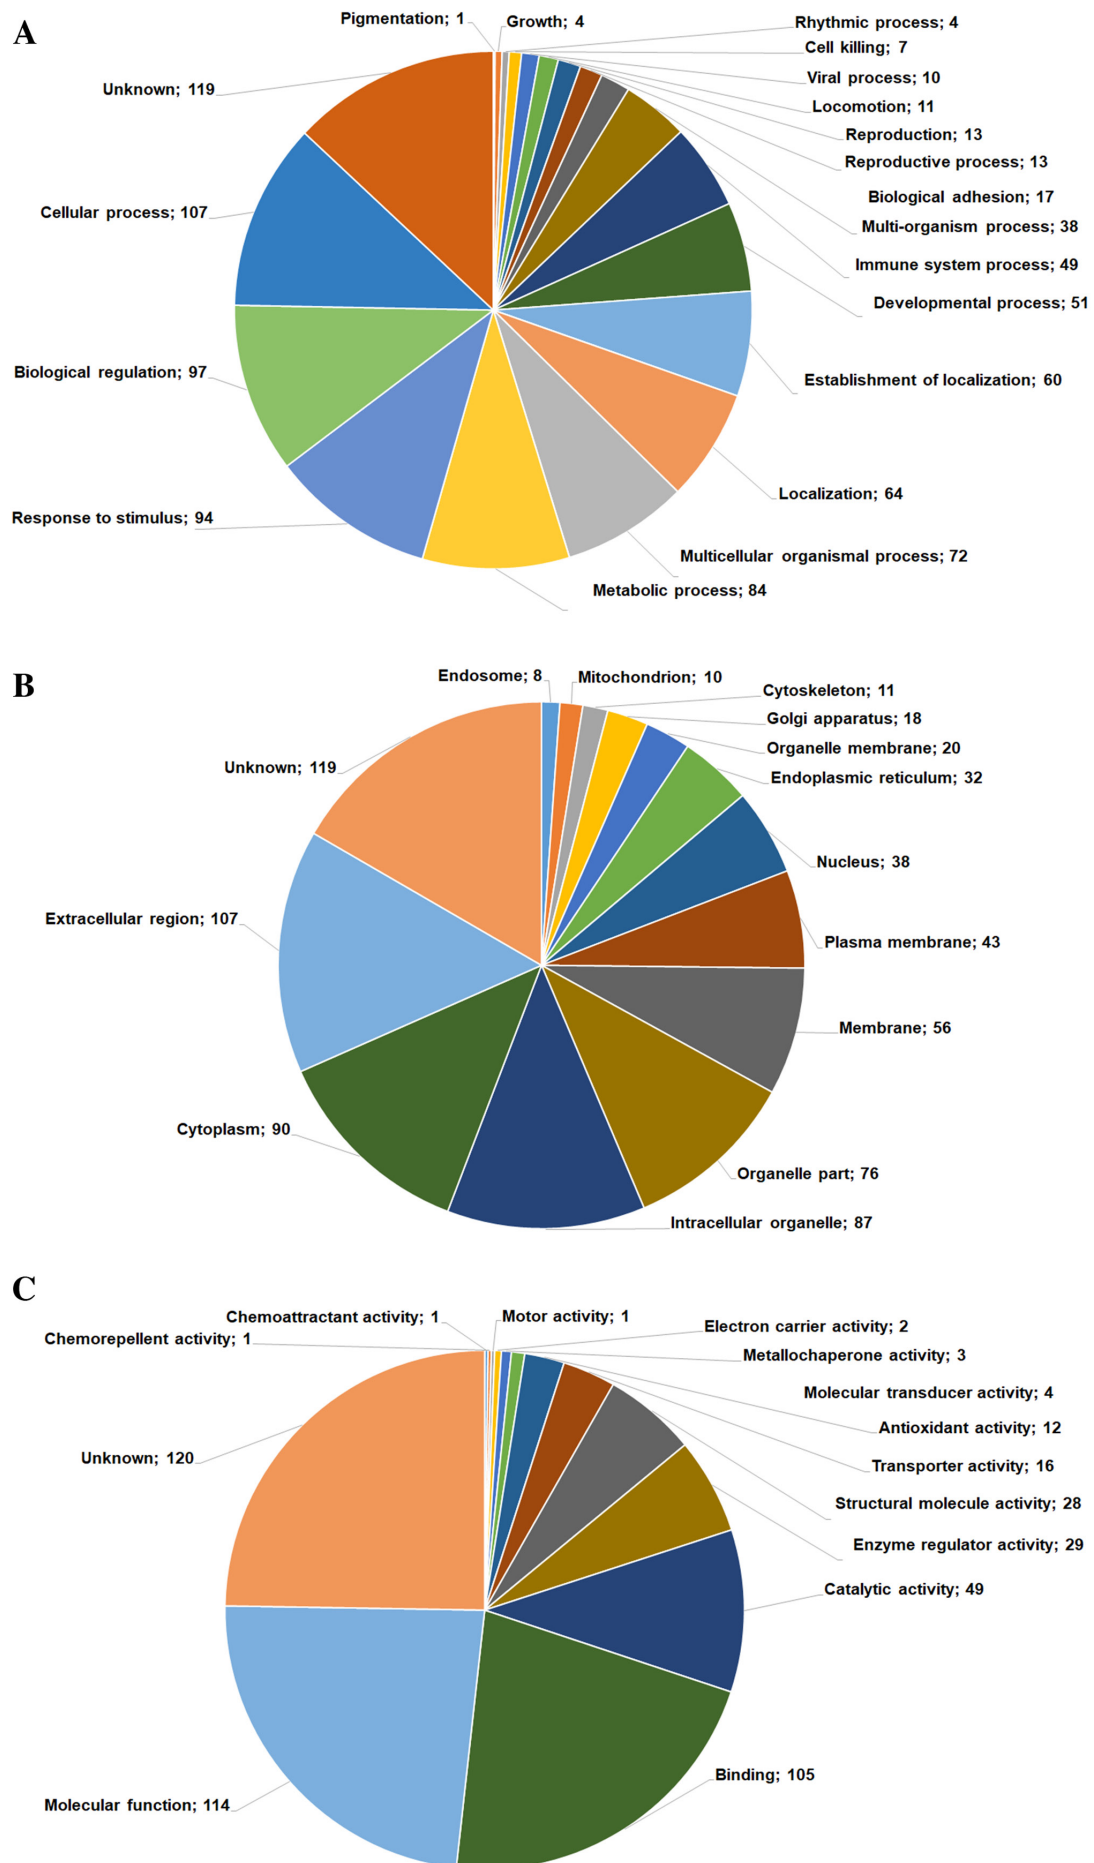 A
Pigmentation; 1
Growth; 4
Rhythmic process; 4
Cell killing; 7
Viral process; 10
Locomotion; 11
Reproduction; 13
Reproductive process; 13
Biological adhesion; 17
Multi-organism process; 38
Immune system process; 49
Developmental process; 51
Establishment of localization; 60
Localization; 64
Multicellular organismal process; 72
Metabolic process; 84
Response to stimulus; 94
Biological regulation; 97
Cellular process; 107
Unknown; 119
B
Endosome; 8
Mitochondrion; 10
Cytoskeleton; 11
Golgi apparatus; 18
Organelle membrane; 20
Endoplasmic reticulum; 32
Nucleus; 38
Plasma membrane; 43
Membrane; 56
Organelle part; 76
Intracellular organelle; 87
Cytoplasm; 90
Extracellular region; 107
Unknown; 119
C
Chemorepellent activity; 1
Chemoattractant activity; 1
Motor activity; 1
Electron carrier activity; 2
Metallochaperone activity; 3
Molecular transducer activity; 4
Antioxidant activity; 12
Transporter activity; 16
Structural molecule activity; 28
Enzyme regulator activity; 29
Catalytic activity; 49
Binding; 105
Molecular function; 114
Unknown; 120